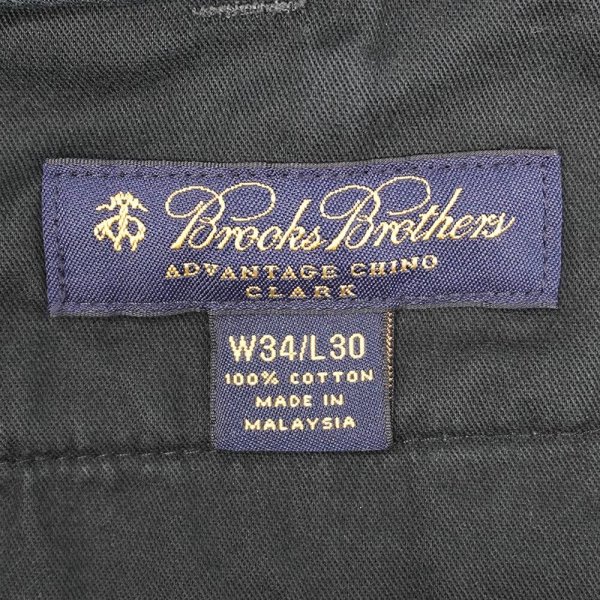 Brooks Brothers
ADVANTAGE CHINO
CLARK
W34/L30
100% COTTON
MADE IN
MALAYSIA